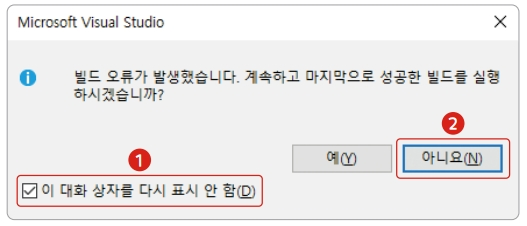 Microsoft Visual Studio
빌드 오류가 발생했습니다. 계속하고 마지막으로 성공한 빌드를 실행
하시겠습니까?
2
1
예(Y)
아니요(N)
이 대화 상자를 다시 표시 안 함(D)